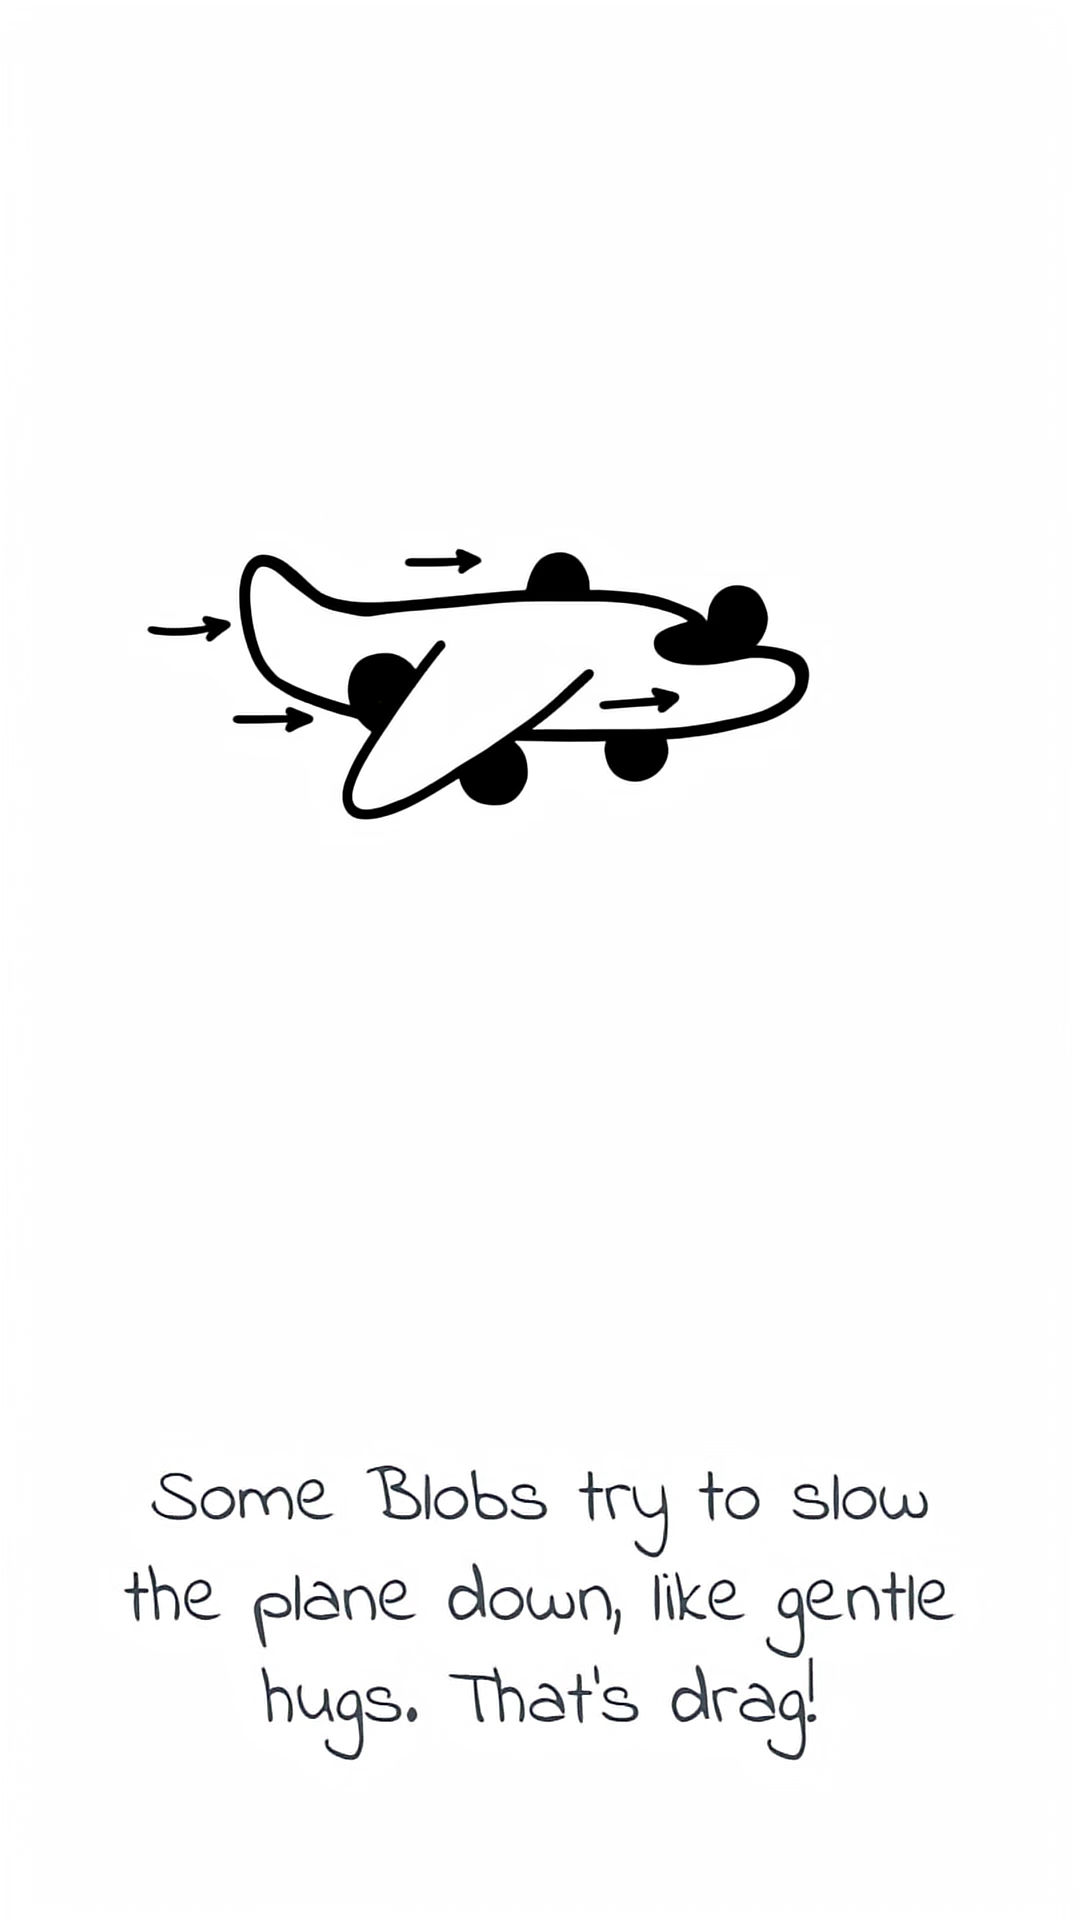 Some Blobs try to slow
the plane down, like gentle
hugs. That's drag!